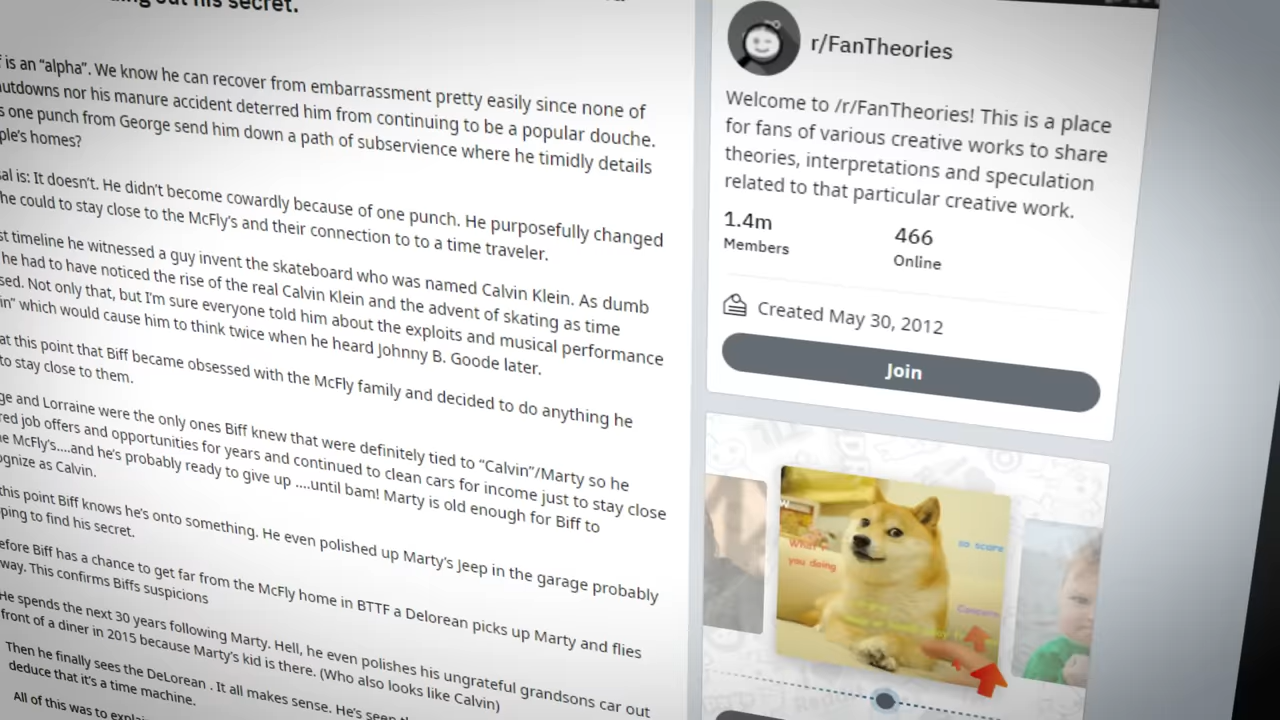 out his secret.
is an “alpha”. We know he can recover from embarrassment pretty easily since none of
nor his manure accident deterred him from continuing to be a popular douche.
one punch from George send him down a path of subservience where he timidly details
homes?
is: It doesn’t. He didn’t become cowardly because of one punch. He purposefully changed
he could to stay close to the McFly’s and their connection to to a time traveler.
timeline he witnessed a guy invent the skateboard who was named Calvin Klein. As dumb
he had to have noticed the rise of the real Calvin Klein and the advent of skating as time
Not only that, but I’m sure everyone told him about the exploits and musical performance
which would cause him to think twice when he heard Johnny B. Goode later.
at this point that Biff became obsessed with the McFly family and decided to do anything he
to stay close to them.
and Lorraine were the only ones Biff knew that were definitely tied to “Calvin”/Marty so he
job offers and opportunities for years and continued to clean cars for income just to stay close
McFly’s....and he’s probably ready to give up ....until bam! Marty is old enough for Biff to
as Calvin.
this point Biff knows he’s onto something. He even polished up Marty’s Jeep in the garage probably
to find his secret.
Biff has a chance to get far from the McFly home in BTTF a Delorean picks up Marty and flies
way. This confirms Biffs suspicions
He spends the next 30 years following Marty. Hell, he even polishes his ungrateful grandsons car out
front of a diner in 2015 because Marty’s kid is there. (Who also looks like Calvin)
Then he finally sees the DeLorean . It all makes sense. He’s seen
deduce that it’s a time machine.
All of this was to
r/FanTheories
Welcome to /r/FanTheories! This is a place
for fans of various creative works to share
theories, interpretations and speculation
related to that particular creative work.
1.4m
Members
466
Online
Created May 30, 2012
Join
you doing
so scare
Concern